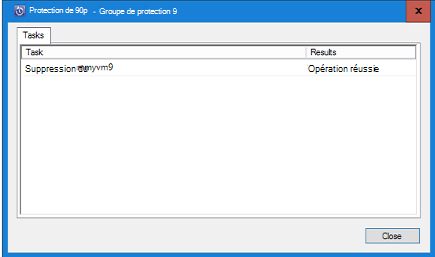 Protection de 90p - Groupe de protection 9
Tasks
Task Results
Suppression de myvm9 Opération réussie
Close